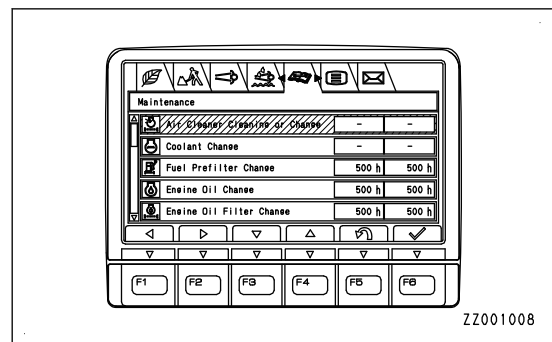 Maintenance
Air Cleaner Cleaning or Change - -
Coolant Change - -
Fuel Prefilter Change 500 h 500 h
Engine Oil Change 500 h 500 h
Engine Oil Filter Change 500 h 500 h
F1 F2 F3 F4 F5 F6
ZZ001008